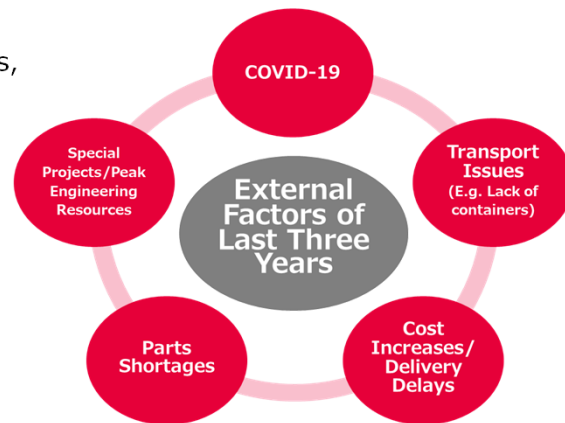 s,
COVID-19
Special
Projects/Peak
Engineering
Resources
Transport
Issues
(E.g. Lack of
containers)
External
Factors of
Last Three
Years
Parts
Shortages
Cost
Increases/
Delivery
Delays